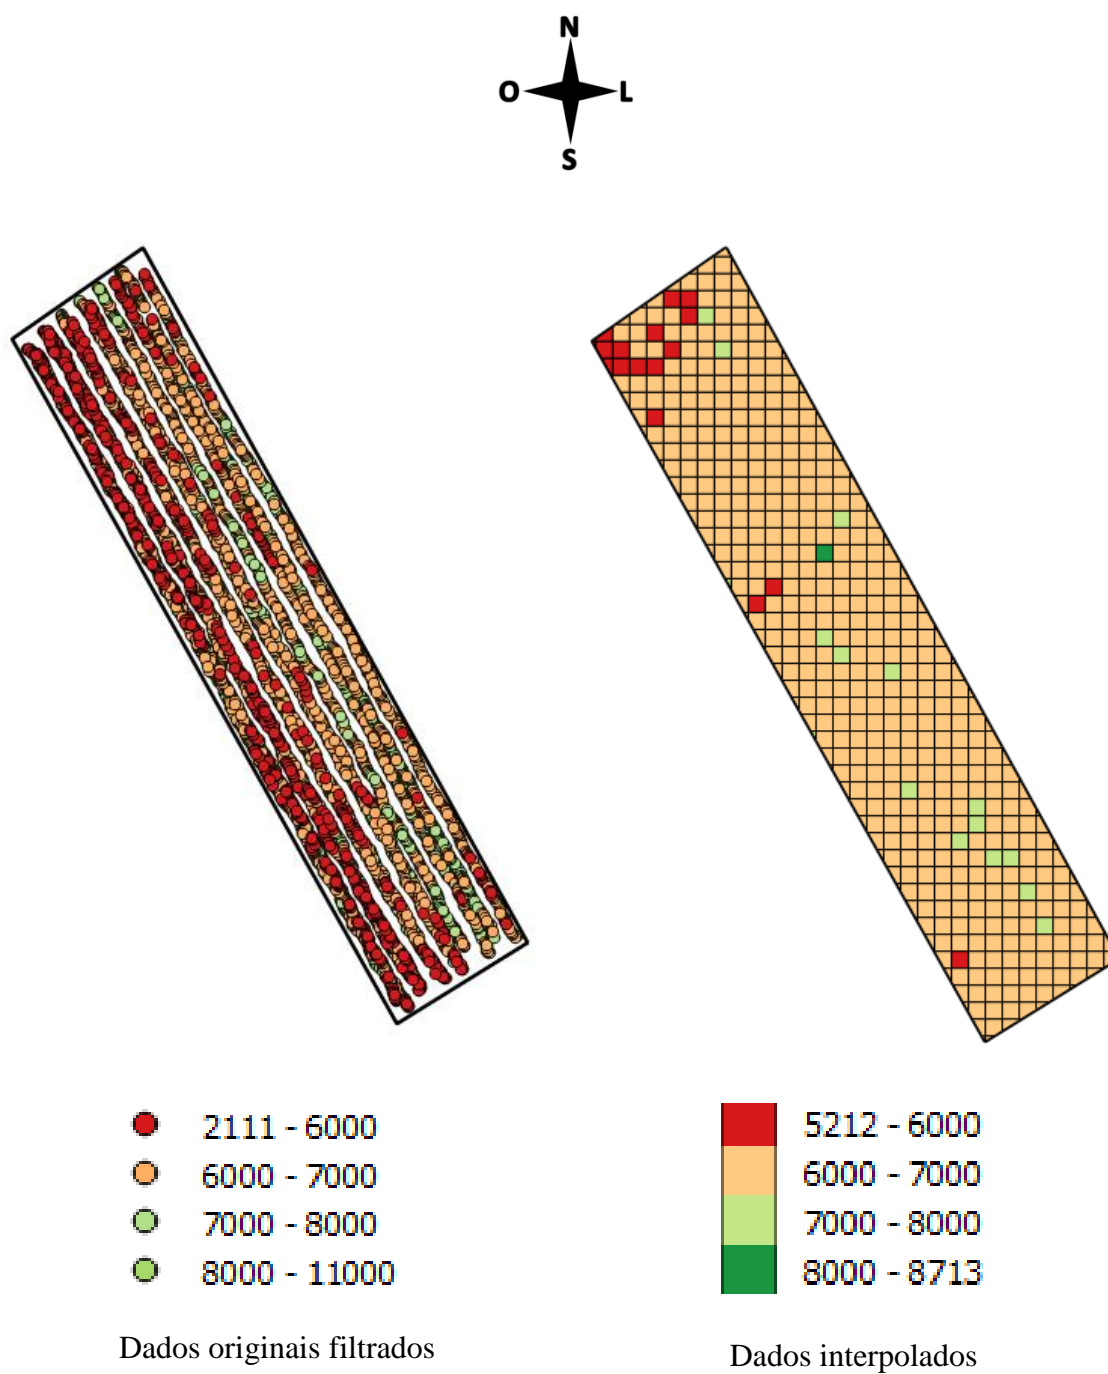 N
O L
S
2111 - 6000
6000 - 7000
7000 - 8000
8000 - 11000
Dados originais filtrados
5212 - 6000
6000 - 7000
7000 - 8000
8000 - 8713
Dados interpolados